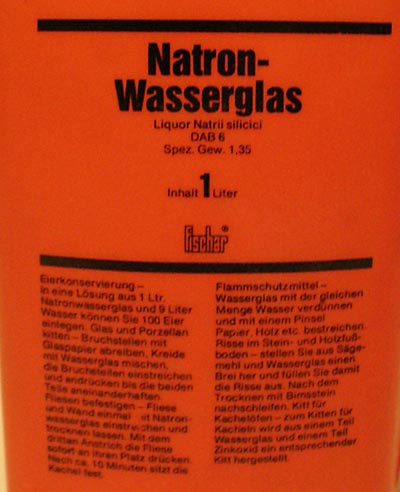 Natron-
Wasserglas
Liquor Natrii silicici
DAB 6
Spez. Gew. 1,35
Inhalt 1 Liter
Fischar®
Eierkonservierung –
In eine Lösung aus 1 Ltr.
Natronwasserglas und 9 Liter
Wasser können Sie 100 Eier
einlegen. Glas und Porzellan
kitten – Bruchstellen mit
Glaspapier abreiben, Kreide
mit Wasserglas mischen,
die Bruchstellen einstreichen
und andrücken bis die beiden
Teile aneinanderhaften.
Fliesen befestigen – Fliese
und Wand einmal mit Natron-
wasserglas einstreichen und
trocknen lassen. Mit dem
dritten Anstrich die Fliese
sofort an ihren Platz drücken.
Nach ca. 10 Minuten sitzt die
Kachel fest.
Flammschutzmittel –
Wasserglas mit der gleichen
Menge Wasser verdünnen
und mit einem Pinsel
Papier, Holz etc. bestreichen.
Risse im Stein- und Holzfuß-
boden – stellen Sie aus Säge-
mehl und Wasserglas einen
Brei her und füllen Sie damit
die Risse aus. Nach dem
Trocknen mit Bimsstein
nachschleifen. Kitt für
Kachelöfen – zum Kitten für
Kacheln wird aus einem Teil
Wasserglas und einem Teil
Zinkoxid ein entsprechender
Kitt hergestellt.